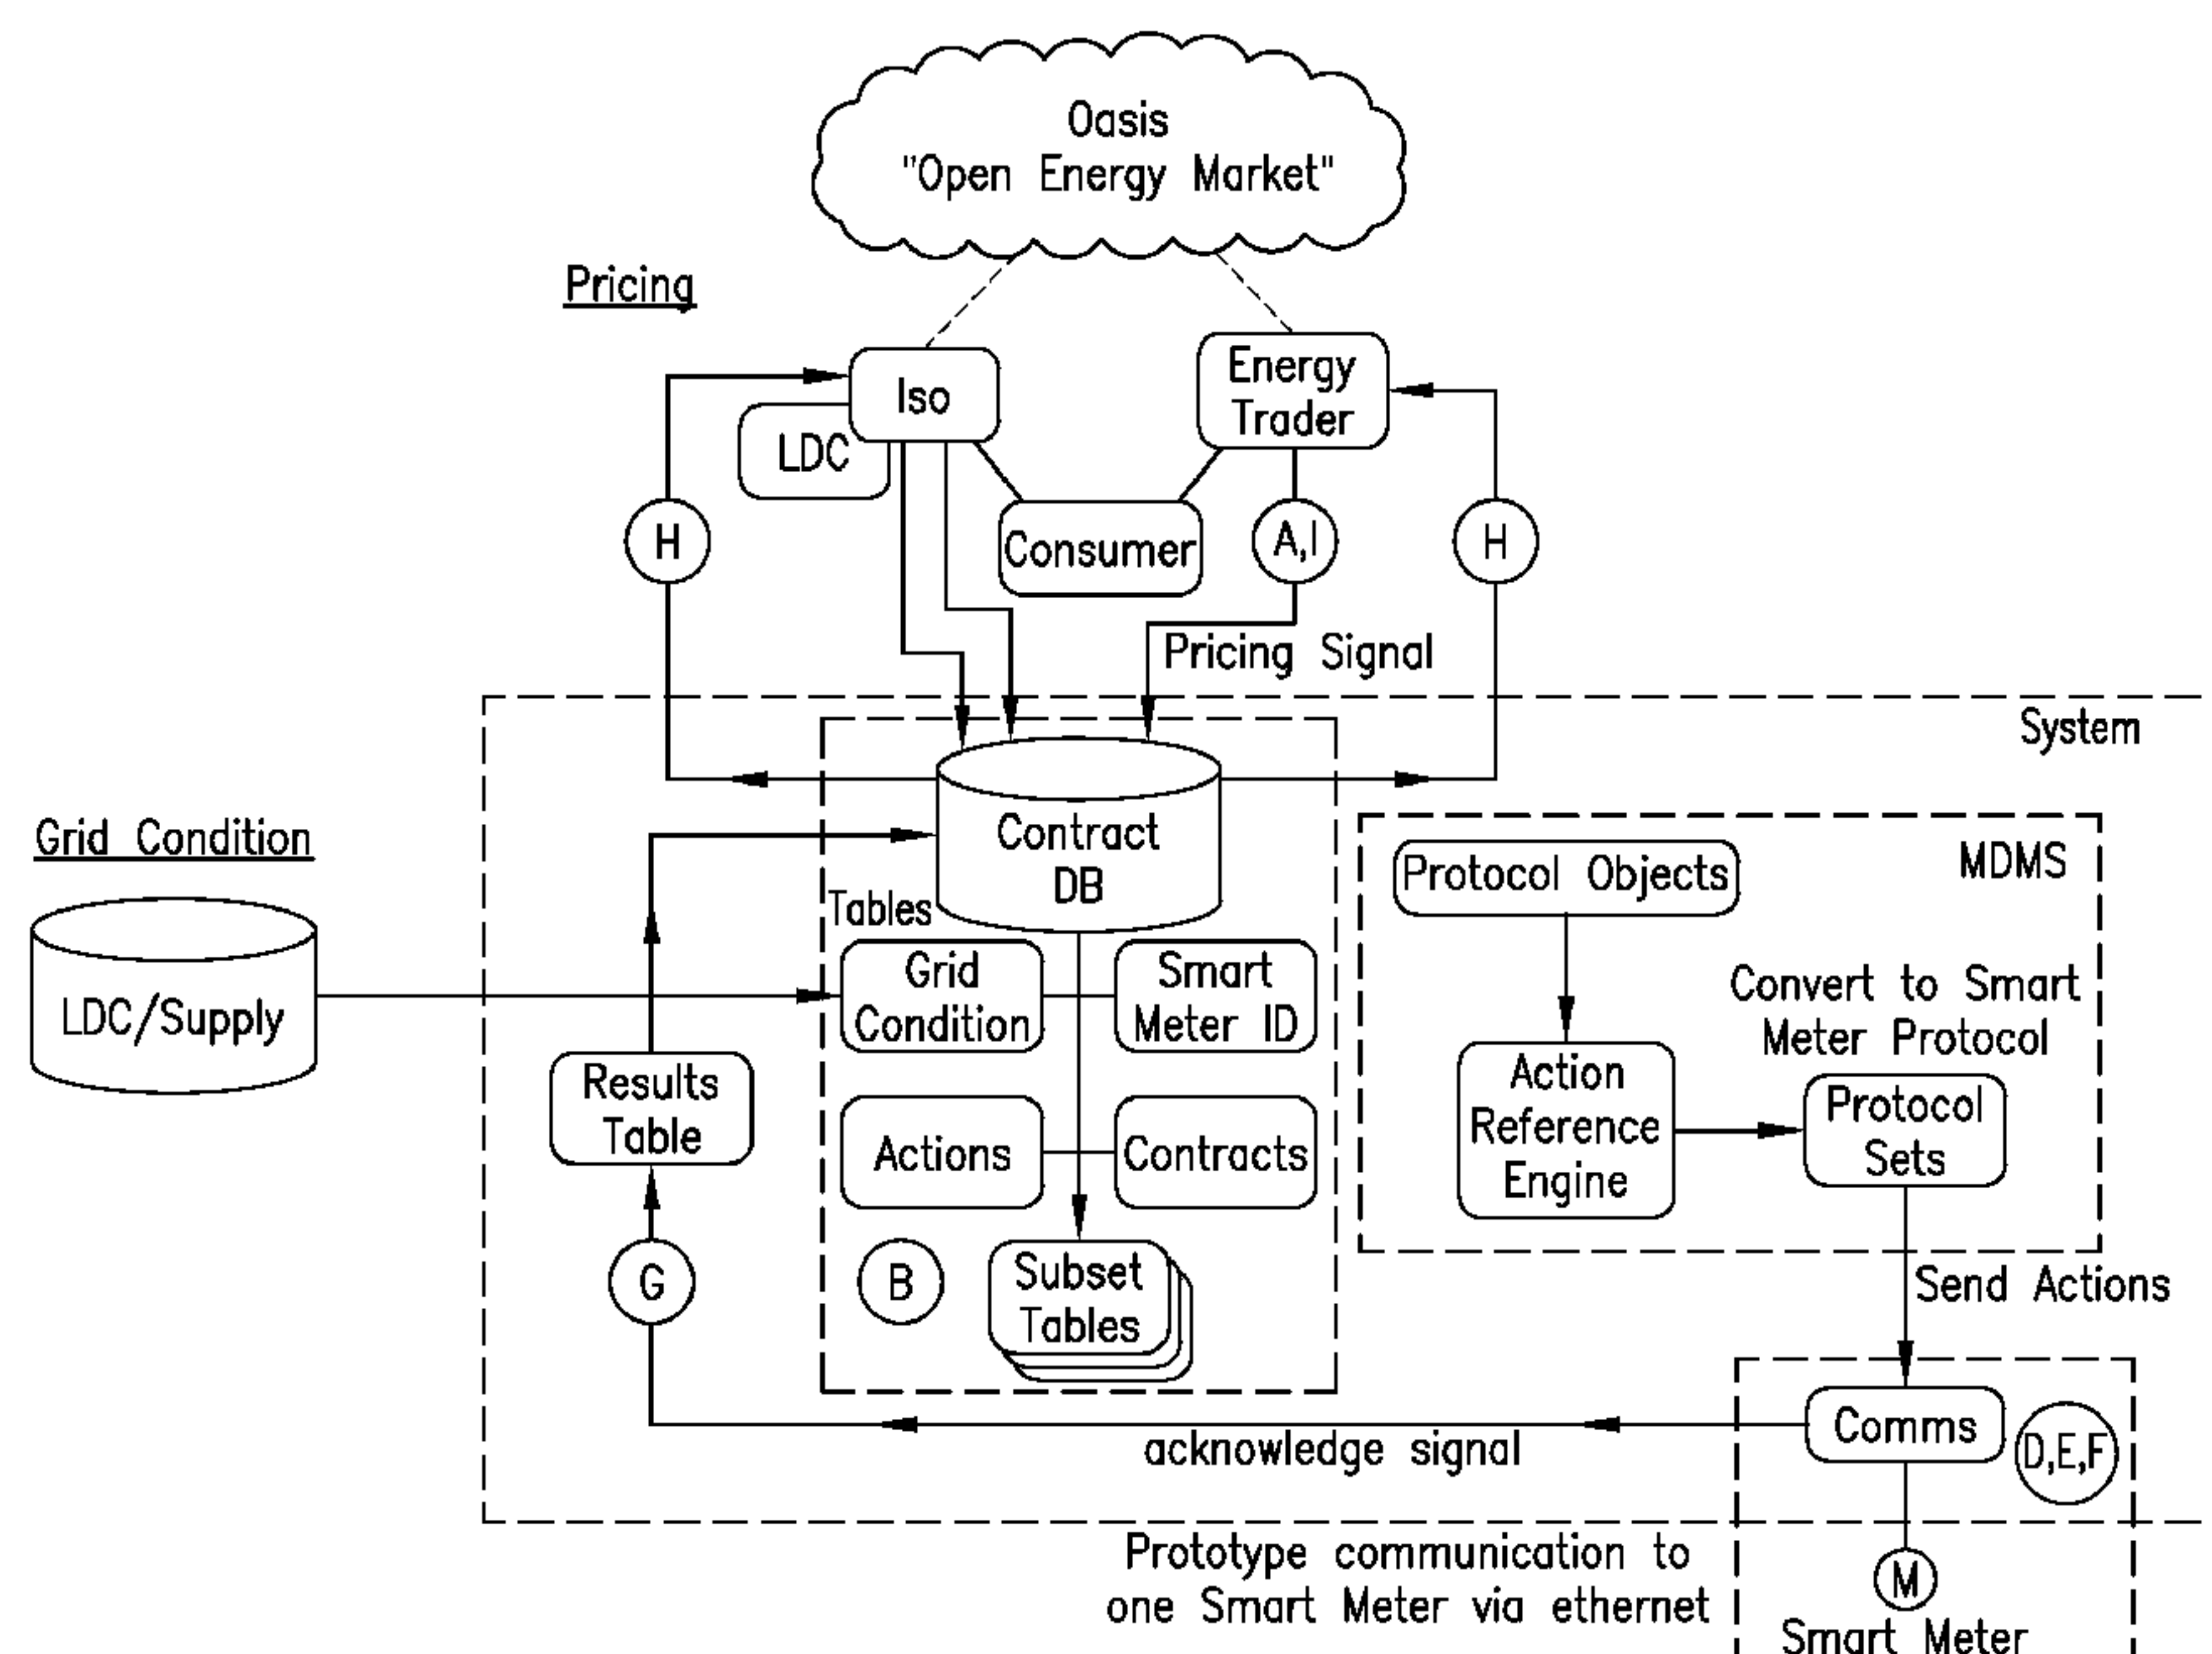 Oasis
"Open Energy Market"
Pricing
Iso
Energy
Trader
LDC
H
Consumer
A,I
H
Pricing Signal
System
Grid Condition
Contract
DB
MDMS
Protocol Objects
Tables
LDC/Supply
Grid
Condition
Smart
Meter ID
Convert to Smart
Meter Protocol
Results
Table
Action
Reference
Engine
Protocol
Sets
Actions
Contracts
G
B
Subset
Tables
Send Actions
Comms
D,E,F
acknowledge signal
Prototype communication to
one Smart Meter via ethernet
M
Smart Meter